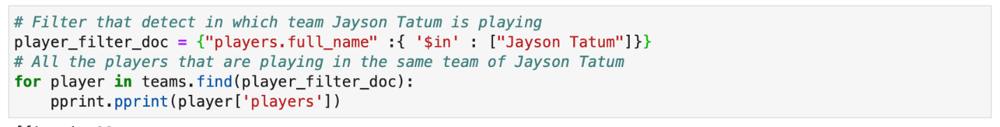 # Filter that detect in which team Jayson Tatum is playing
player_filter_doc = {"players.full_name" :{ '$in' : ["Jayson Tatum"]}}
# All the players that are playing in the same team of Jayson Tatum
for player in teams.find(player_filter_doc):
    pprint.pprint(player['players'])